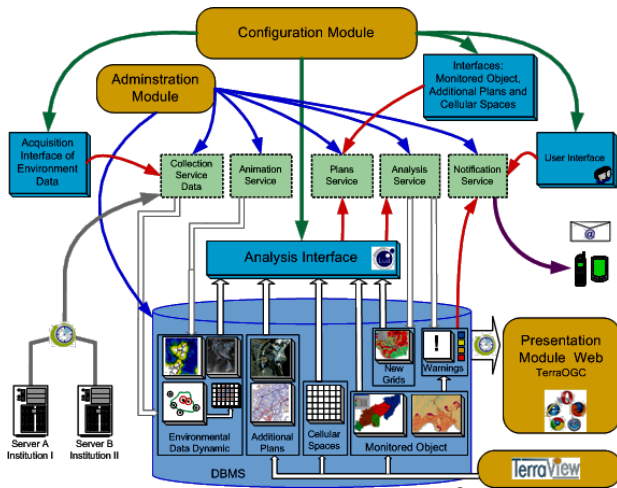 Configuration Module
Adminstration
Module
Interfaces:
Monitored Object,
Additional Plans and
Cellular Spaces
Acquisition
Interface of
Environment
Data
Collection
Service
Data
Animation
Service
Plans
Service
Analysis
Service
Notification
Service
User Interface
Analysis Interface
@
New
Grids
!
Warnings
Presentation
Module Web
TerraOGC
Server A
Institution I
Server B
Institution II
Environmental
Data Dynamic
Additional
Plans
Cellular
Spaces
Monitored Object
DBMS
TerraView